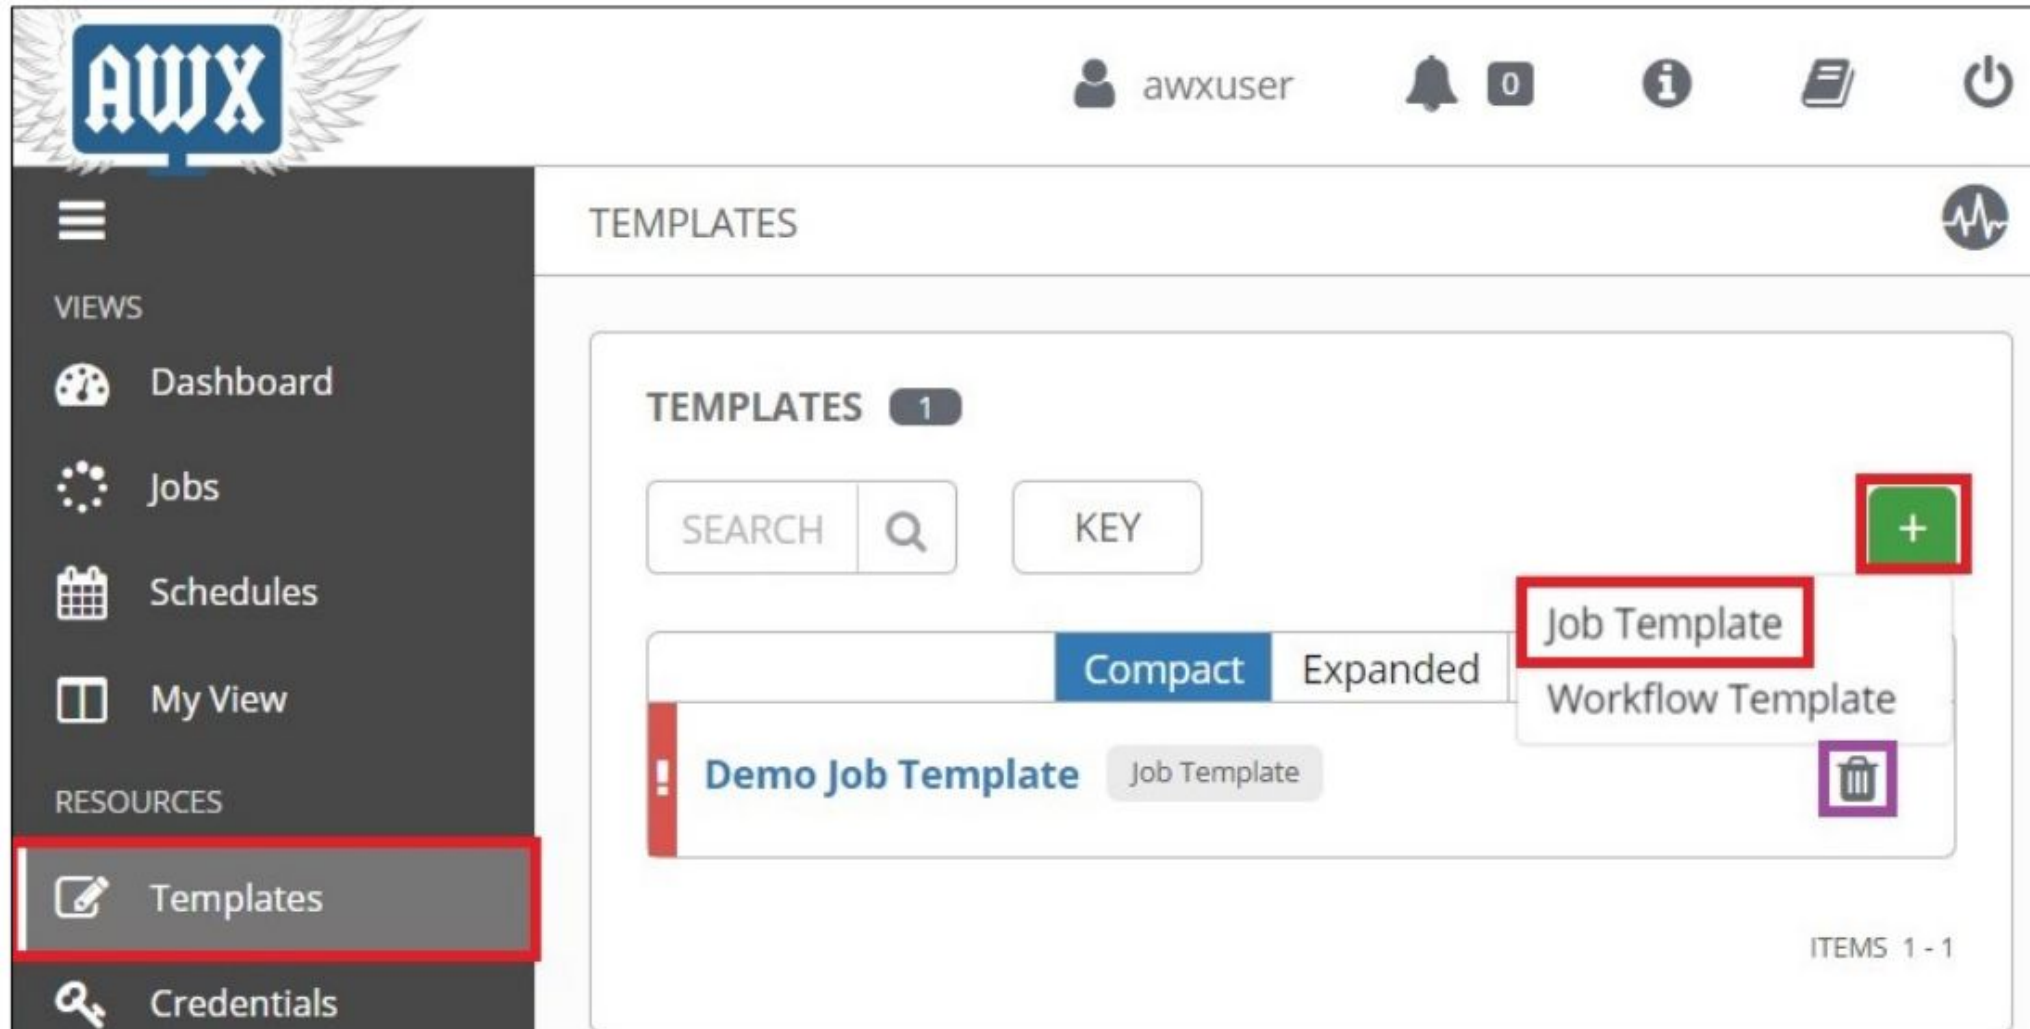 AWX
awxuser 0
TEMPLATES
VIEWS
Dashboard
Jobs
Schedules
My View
RESOURCES
Templates
Credentials
TEMPLATES 1
SEARCH KEY
+
Job Template
Workflow Template
Compact Expanded
! Demo Job Template Job Template
ITEMS 1 - 1